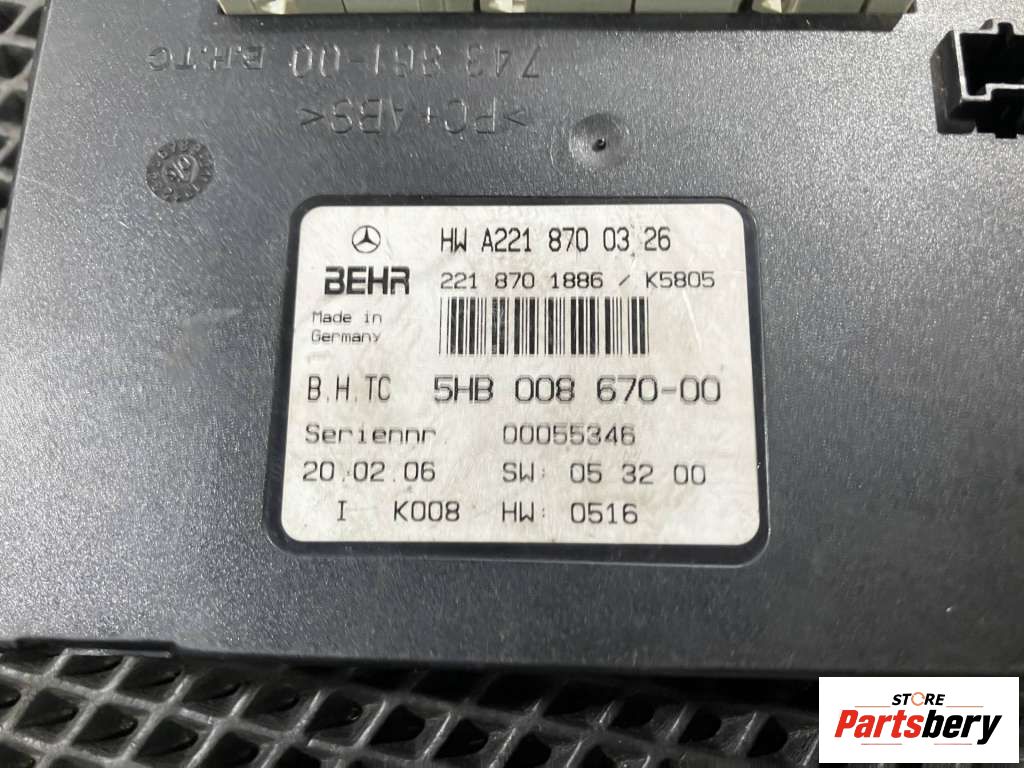 743 861-00 B.H.TC
>PC+ABS<
HW A221 870 03 26
BEHR 221 870 1886 / K5805
Made in
Germany
B.H.TC 5HB 008 670-00
Seriennr. 00055346
20.02.06 SW: 05 32 00
I K008 HW: 0516
STORE
Partsbery